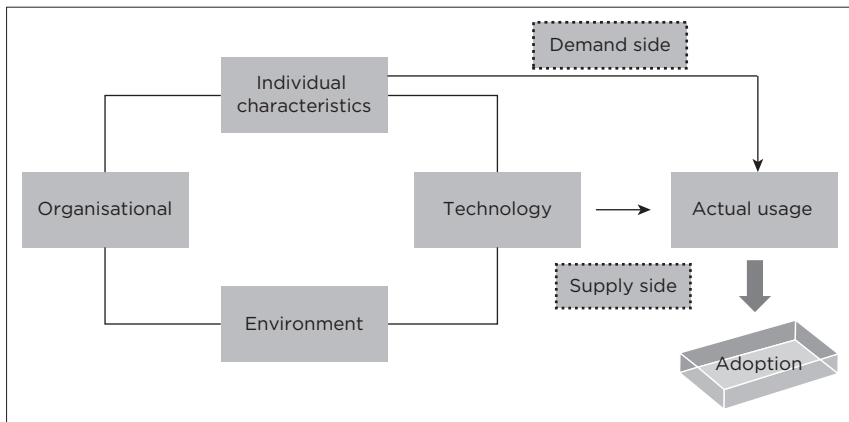 Demand side
Individual
characteristics
Organisational
Technology
Actual usage
Supply side
Environment
Adoption